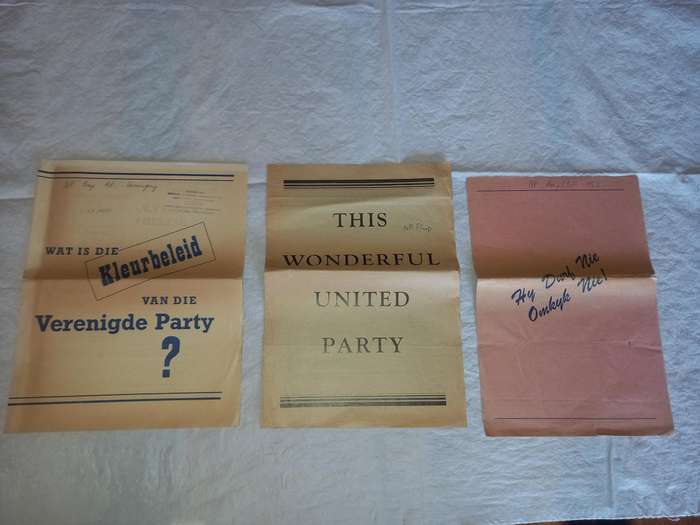 WAT IS DIE
Kleurbeleid
VAN DIE
Verenigde Party
?
THIS
WONDERFUL
UNITED
PARTY
Hy Durf Nie
Omkyk Nie!